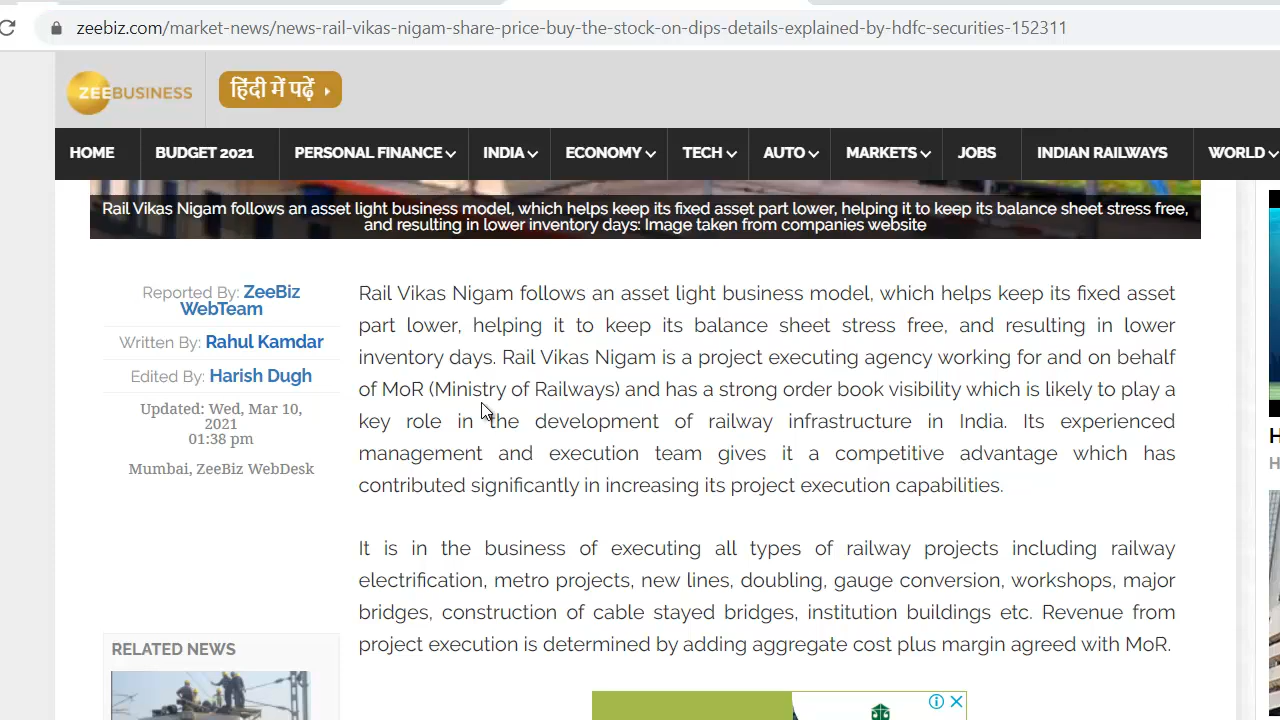 zeebiz.com/market-news/news-rail-vikas-nigam-share-price-buy-the-stock-on-dips-details-explained-by-hdfc-securities-152311
ZEEBUSINESS
हिंदी में पढ़ें
HOME BUDGET 2021 PERSONAL FINANCE INDIA ECONOMY TECH AUTO MARKETS JOBS INDIAN RAILWAYS WORLD
Rail Vikas Nigam follows an asset light business model, which helps keep its fixed asset part lower, helping it to keep its balance sheet stress free,
and resulting in lower inventory days: Image taken from companies website
Reported By: ZeeBiz
WebTeam
Written By: Rahul Kamdar
Edited By: Harish Dugh
Updated: Wed, Mar 10,
2021
01:38 pm
Mumbai, ZeeBiz WebDesk
Rail Vikas Nigam follows an asset light business model, which helps keep its fixed asset
part lower, helping it to keep its balance sheet stress free, and resulting in lower
inventory days. Rail Vikas Nigam is a project executing agency working for and on behalf
of MoR (Ministry of Railways) and has a strong order book visibility which is likely to play a
key role in the development of railway infrastructure in India. Its experienced
management and execution team gives it a competitive advantage which has
contributed significantly in increasing its project execution capabilities.
It is in the business of executing all types of railway projects including railway
electrification, metro projects, new lines, doubling, gauge conversion, workshops, major
bridges, construction of cable stayed bridges, institution buildings etc. Revenue from
project execution is determined by adding aggregate cost plus margin agreed with MoR.
RELATED NEWS